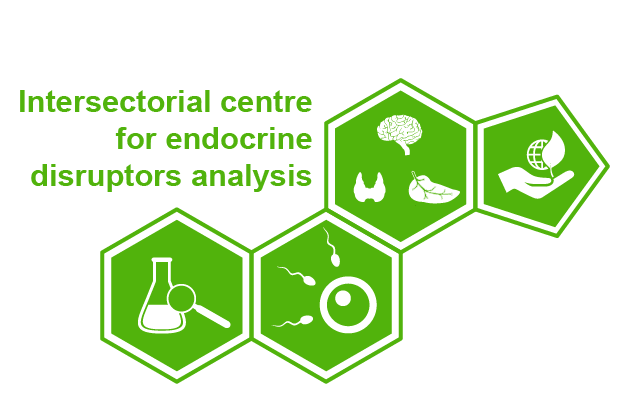 Intersectorial centre
for endocrine
disruptors analysis